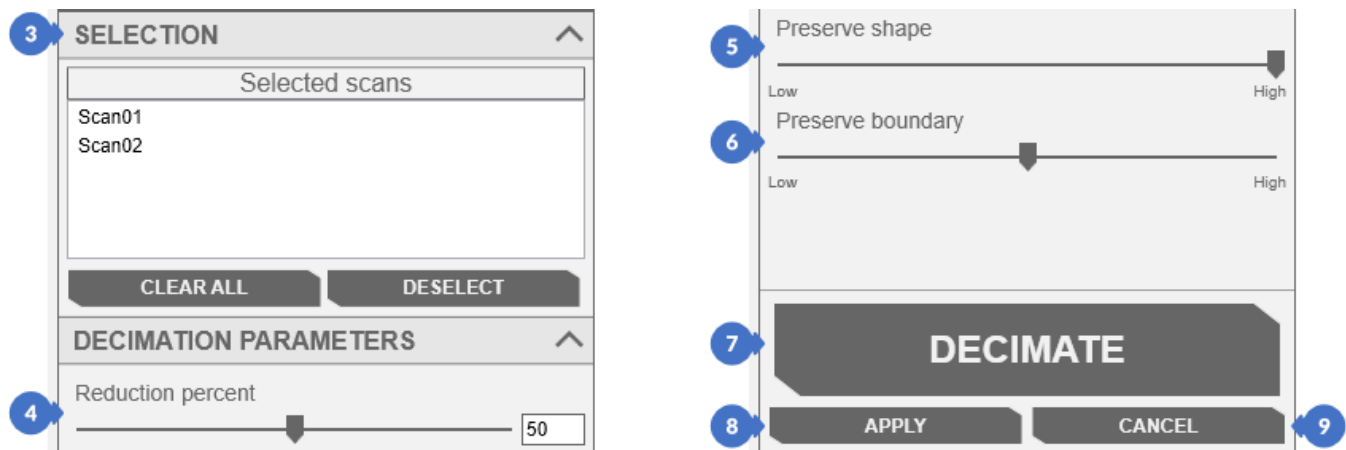 3 SELECTION
Selected scans
Scan01
Scan02
CLEAR ALL DESELECT
DECIMATION PARAMETERS
Reduction percent
4 50
Preserve shape
5
Low High
Preserve boundary
6
Low High
7 DECIMATE
8 APPLY CANCEL 9